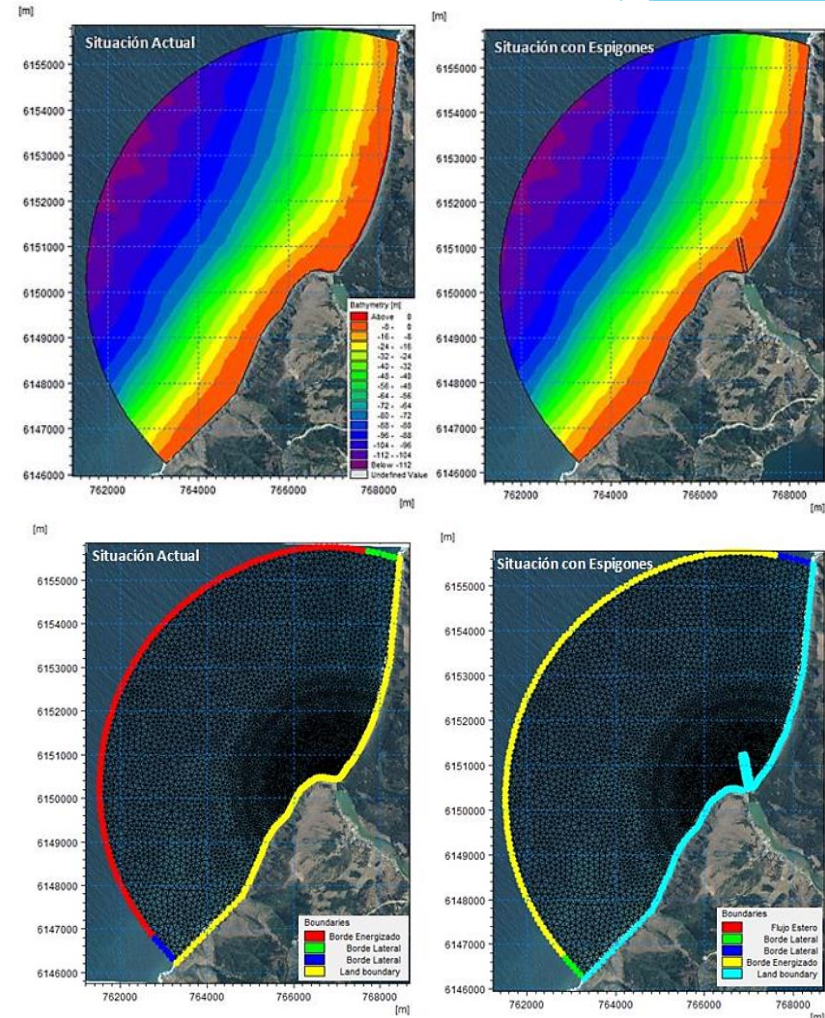 [m]
Situación Actual
6155000
6154000
6153000
6152000
6151000
6150000
6149000
6148000
6147000
6146000
762000 764000 766000 768000
[m]
Bathymetry [m]
Above 0
-8 - 0
-16 - -8
-24 - -16
-32 - -24
-40 - -32
-48 - -40
-56 - -48
-64 - -56
-72 - -64
-80 - -72
-88 - -80
-96 - -88
-104 - -96
-112 - -104
Below -112
Undefined Value
[m]
Situación con Espigones
6155000
6154000
6153000
6152000
6151000
6150000
6149000
6148000
6147000
6146000
762000 764000 766000 768000
[m]
[m]
Situación Actual
6155000
6154000
6153000
6152000
6151000
6150000
6149000
6148000
6147000
6146000
762000 764000 766000 768000
[m]
Boundaries
Borde Energizado
Borde Lateral
Borde Lateral
Land boundary
[m]
Situación con Espigones
6155000
6154000
6153000
6152000
6151000
6150000
6149000
6148000
6147000
6146000
762000 764000 766000 768000
[m]
Boundaries
Flujo Estero
Borde Lateral
Borde Lateral
Borde Energizado
Land boundary